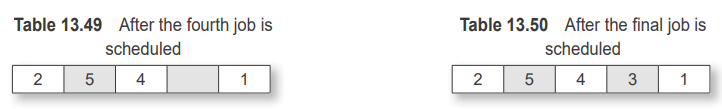 Table 13.49 After the fourth job is
scheduled
2 5 4 1
Table 13.50 After the final job is
scheduled
2 5 4 3 1